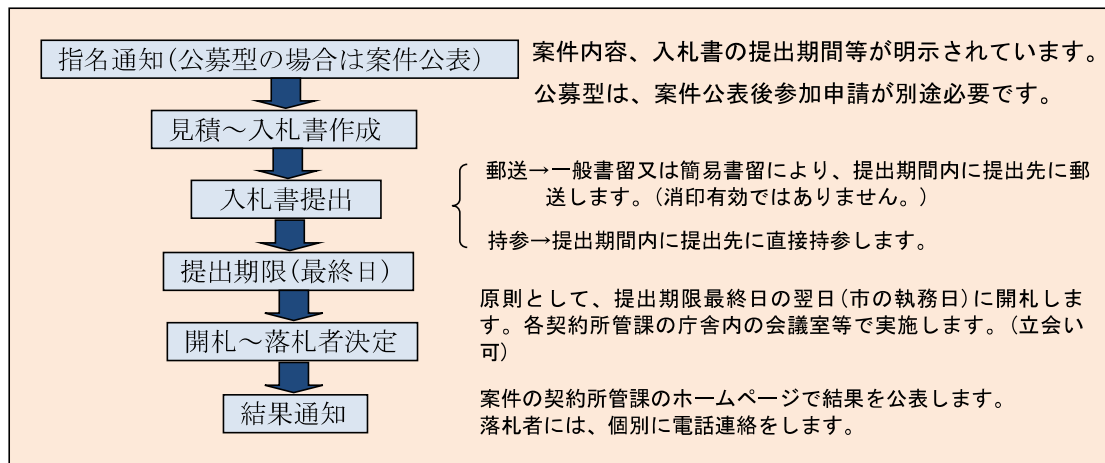 指名通知(公募型の場合は案件公表)
案件内容、入札書の提出期間等が明示されています。
公募型は、案件公表後参加申請が別途必要です。
見積～入札書作成
入札書提出
郵送→一般書留又は簡易書留により、提出期間内に提出先に郵
送します。(消印有効ではありません。)
持参→提出期間内に提出先に直接持参します。
提出期限(最終日)
原則として、提出期限最終日の翌日(市の執務日)に開札しま
す。各契約所管課の庁舎内の会議室等で実施します。(立会い
可)
開札～落札者決定
結果通知
案件の契約所管課のホームページで結果を公表します。
落札者には、個別に電話連絡をします。